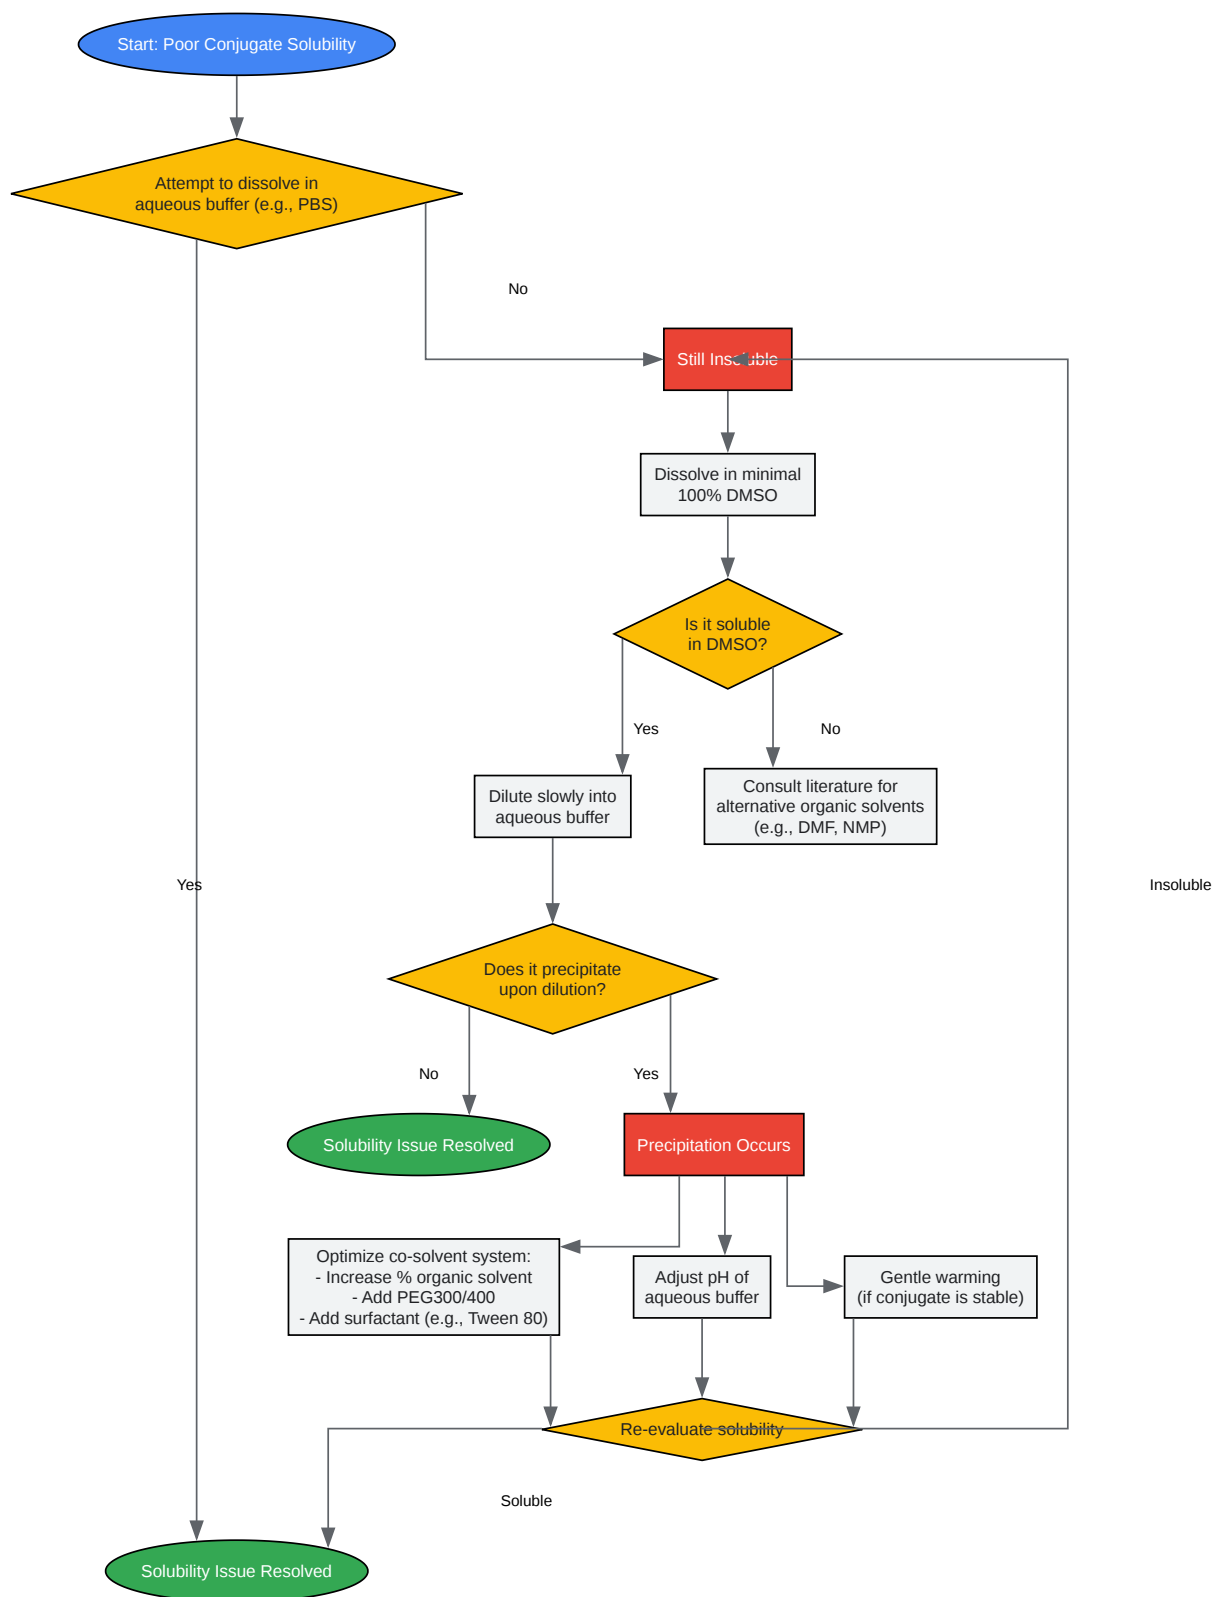 Start: Poor Conjugate Solubility
Attempt to dissolve in
aqueous buffer (e.g., PBS)
No
Still Insoluble
Dissolve in minimal
100% DMSO
Is it soluble
in DMSO?
Yes
No
Dilute slowly into
aqueous buffer
Consult literature for
alternative organic solvents
(e.g., DMF, NMP)
Yes
Insoluble
Does it precipitate
upon dilution?
No
Yes
Solubility Issue Resolved
Precipitation Occurs
Optimize co-solvent system:
- Increase % organic solvent
- Add PEG300/400
- Add surfactant (e.g., Tween 80)
Adjust pH of
aqueous buffer
Gentle warming
(if conjugate is stable)
Re-evaluate solubility
Soluble
Solubility Issue Resolved